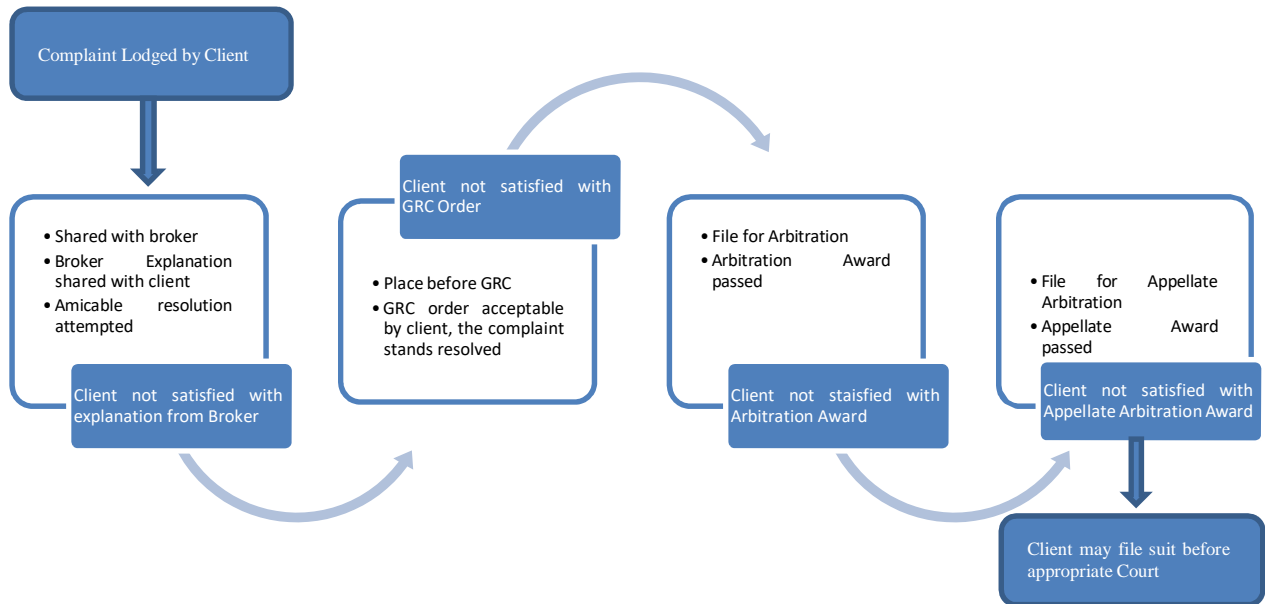 Complaint Lodged by Client
• Shared with broker
• Broker Explanation
shared with client
• Amicable resolution
attempted
Client not satisfied with
explanation from Broker
Client not satisfied with
GRC Order
• Place before GRC
• GRC order acceptable
by client, the complaint
stands resolved
• File for Arbitration
• Arbitration Award
passed
Client not staisfied with
Arbitration Award
• File for Appellate
Arbitration
• Appellate Award
passed
Client not satisfied with
Appellate Arbitration Award
Client may file suit before
appropriate Court